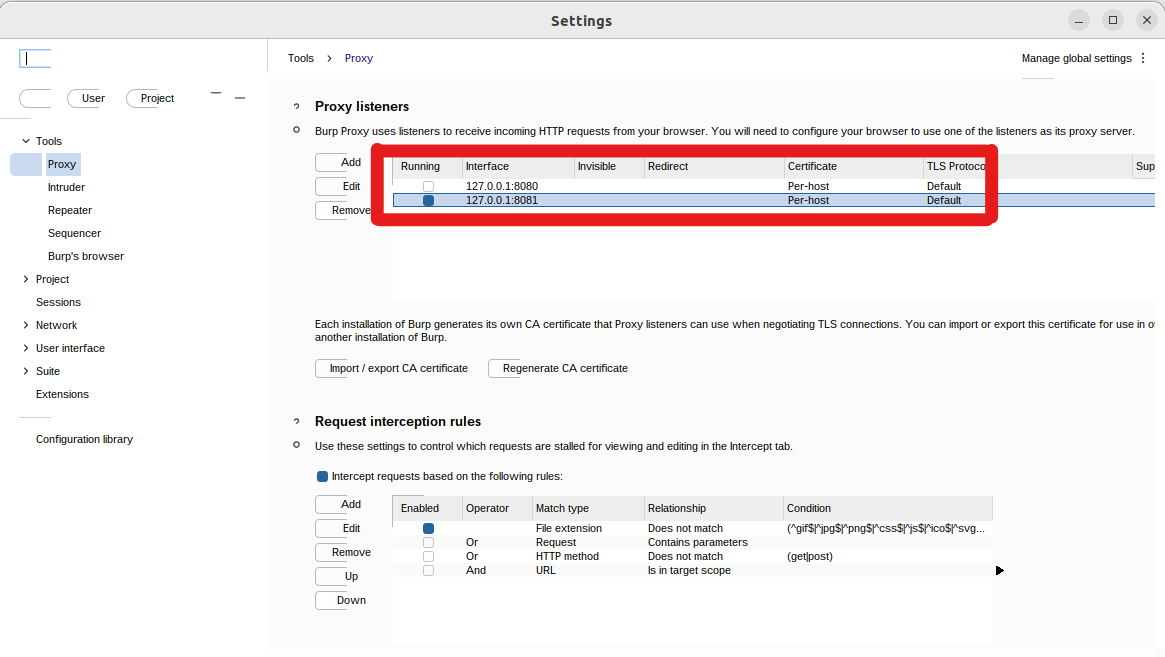 Settings
Tools > Proxy
Manage global settings
User Project
Tools
Proxy
Intruder
Repeater
Sequencer
Burp's browser
Project
Sessions
Network
User interface
Suite
Extensions
Configuration library
? Proxy listeners
Burp Proxy uses listeners to receive incoming HTTP requests from your browser. You will need to configure your browser to use one of the listeners as its proxy server.
Add
Edit
Remove
Running Interface Invisible Redirect Certificate TLS Protoco Sup
127.0.0.1:8080 Per-host Default
127.0.0.1:8081 Per-host Default
Each installation of Burp generates its own CA certificate that Proxy listeners can use when negotiating TLS connections. You can import or export this certificate for use in ot
another installation of Burp.
Import / export CA certificate Regenerate CA certificate
? Request interception rules
Use these settings to control which requests are stalled for viewing and editing in the Intercept tab.
Intercept requests based on the following rules:
Add
Edit
Remove
Up
Down
Enabled Operator Match type Relationship Condition
File extension Does not match (^gif$|^jpg$|^png$|^css$|^js$|^ico$|^svg...
Or Request Contains parameters
Or HTTP method Does not match (get|post)
And URL Is in target scope